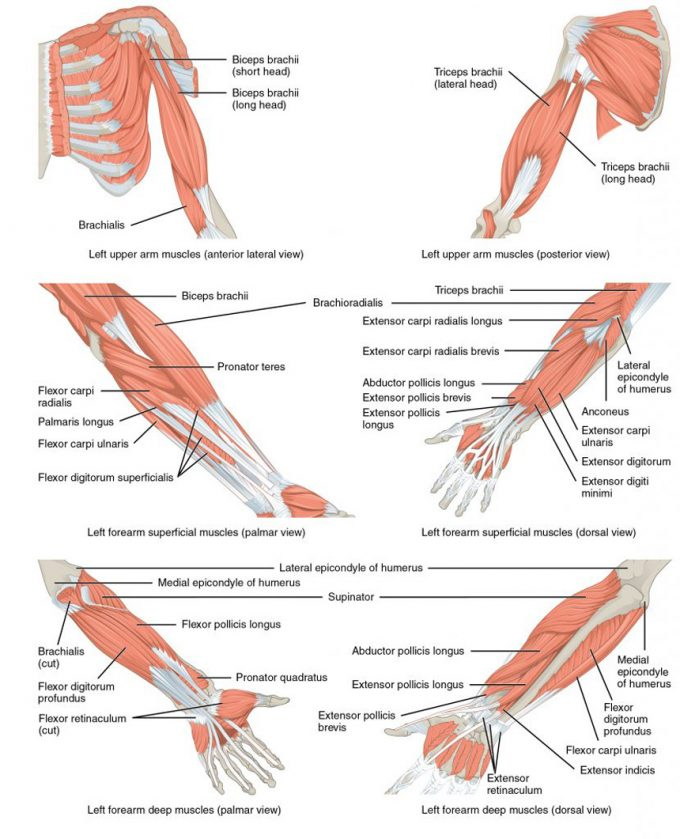 Biceps brachii
(short head)
Biceps brachii
(long head)
Brachialis
Left upper arm muscles (anterior lateral view)
Triceps brachii
(lateral head)
Triceps brachii
(long head)
Left upper arm muscles (posterior view)
Biceps brachii
Brachioradialis
Pronator teres
Flexor carpi
radialis
Palmaris longus
Flexor carpi ulnaris
Flexor digitorum superficialis
Left forearm superficial muscles (palmar view)
Triceps brachii
Extensor carpi radialis longus
Extensor carpi radialis brevis
Abductor pollicis longus
Extensor pollicis brevis
Extensor pollicis
longus
Lateral
epicondyle
of humerus
Anconeus
Extensor carpi
ulnaris
Extensor digitorum
Extensor digiti
minimi
Left forearm superficial muscles (dorsal view)
Lateral epicondyle of humerus
Medial epicondyle of humerus
Supinator
Flexor pollicis longus
Brachialis
(cut)
Flexor digitorum
profundus
Pronator quadratus
Flexor retinaculum
(cut)
Left forearm deep muscles (palmar view)
Abductor pollicis longus
Extensor pollicis longus
Extensor pollicis
brevis
Medial
epicondyle
of humerus
Flexor
digitorum
profundus
Flexor carpi ulnaris
Extensor indicis
Extensor
retinaculum
Left forearm deep muscles (dorsal view)